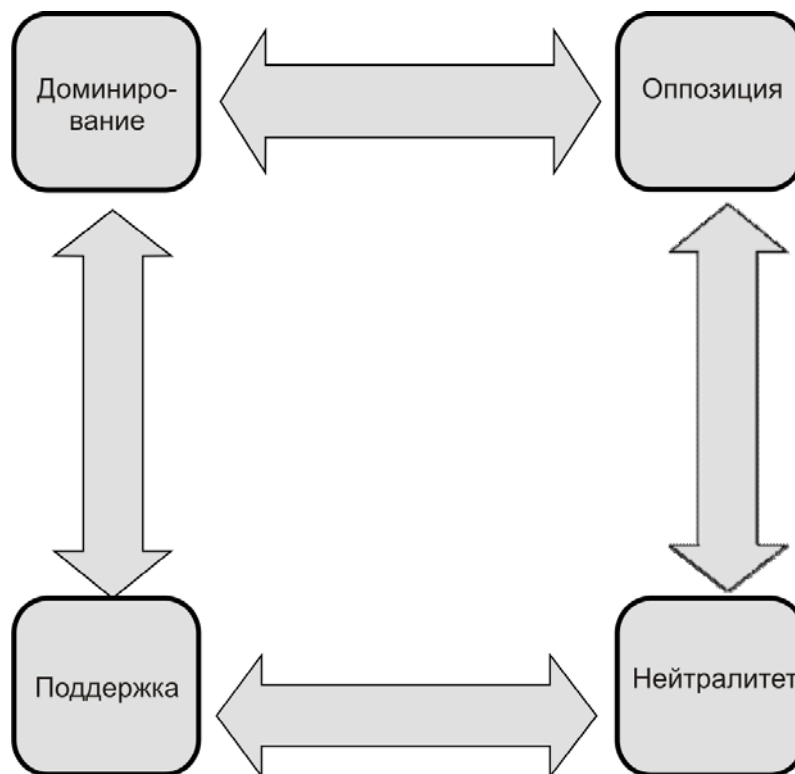 Доминиро-
вание
Оппозиция
Поддержка
Нейтралитет